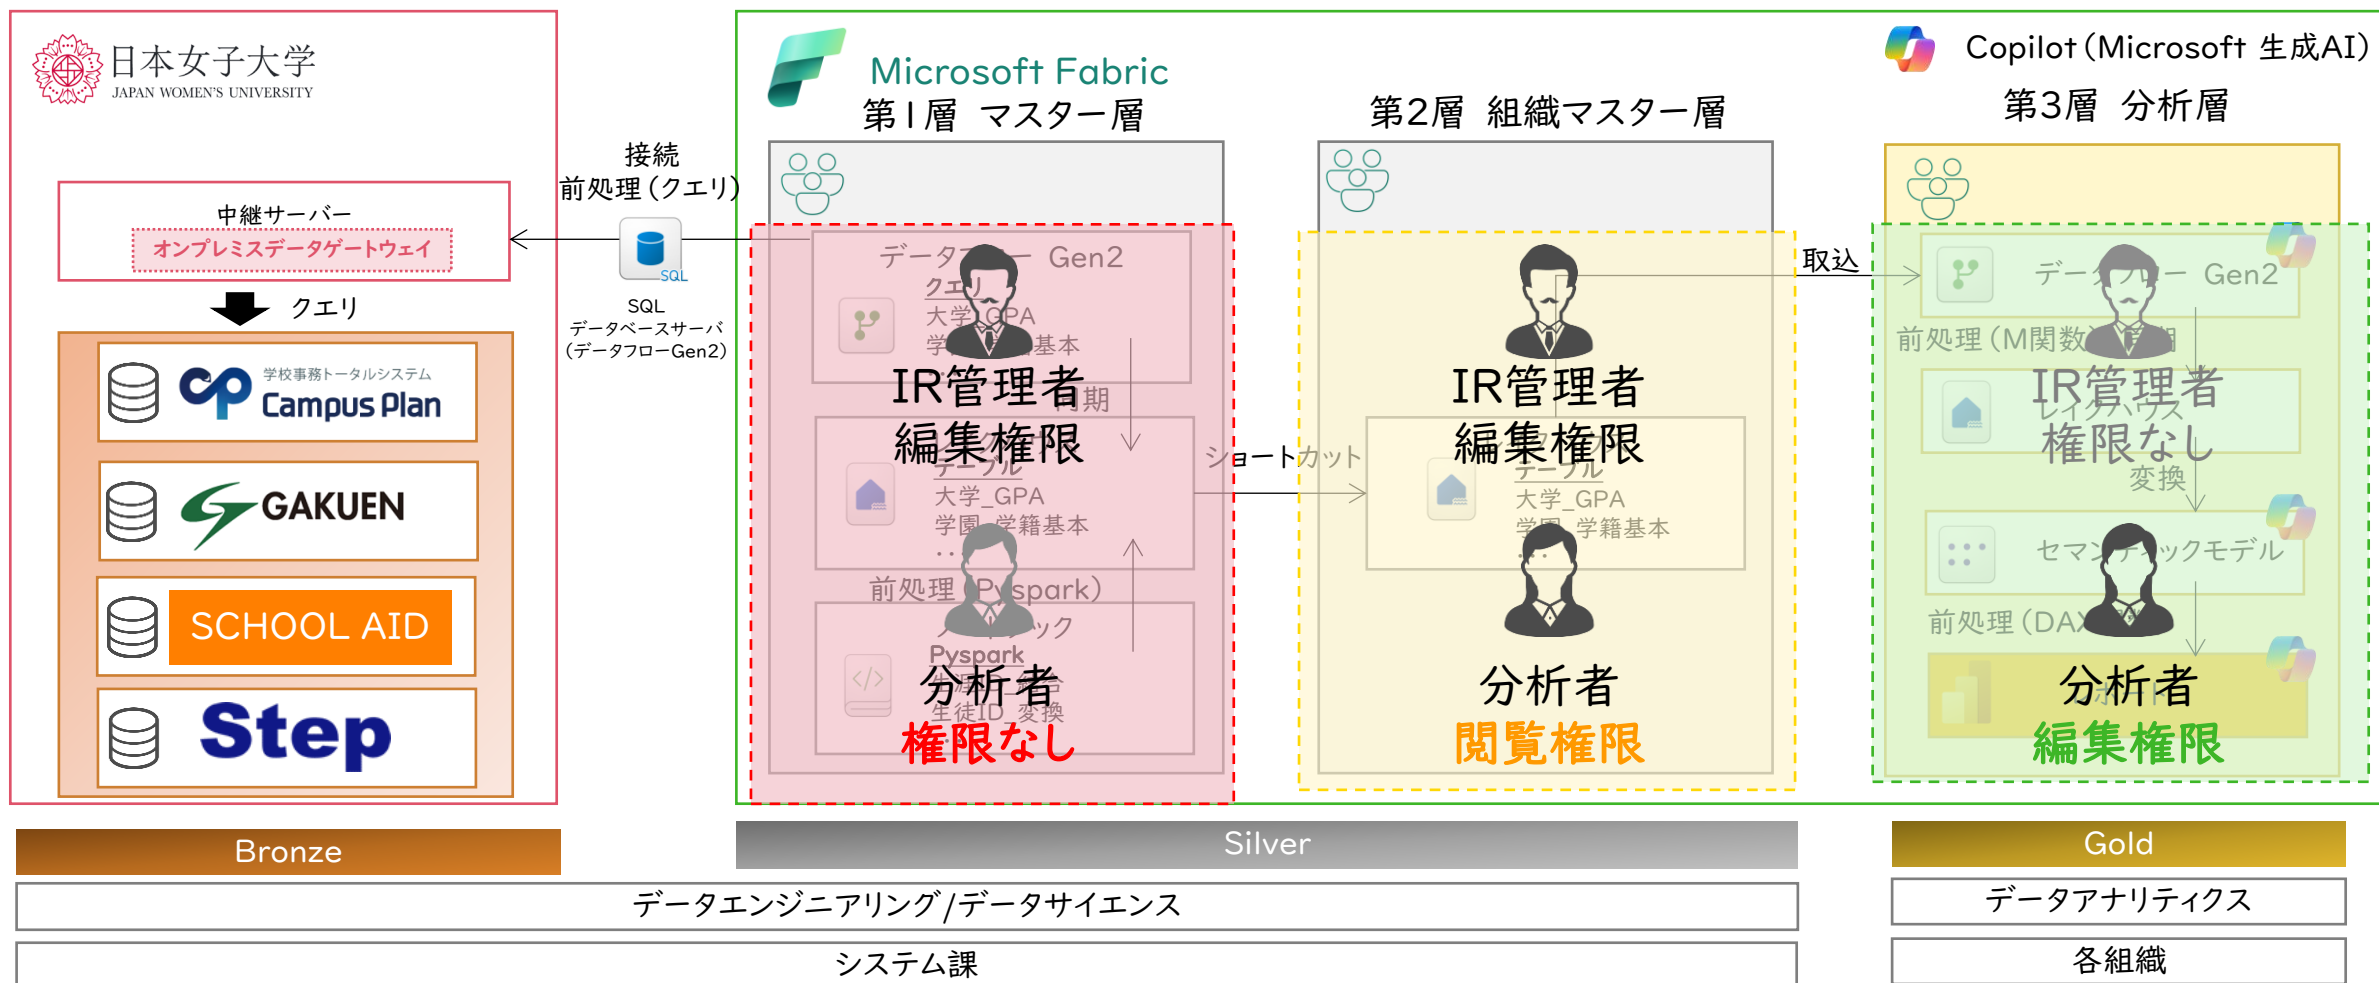 日本女子大学
JAPAN WOMEN'S UNIVERSITY
中継サーバー
オンプレミスデータゲートウェイ
クエリ
学校事務トータルシステム
Campus Plan
GAKUEN
SCHOOL AID
Step
接続
前処理(クエリ)
SQL
SQL
データベースサーバ
(データフローGen2)
Microsoft Fabric
第1層 マスター層
Gen2
クエリ
大学_GPA
基本
IR管理者
編集権限
テーブル
大学_GPA
学園_学籍基本
・・・
前処理(Pyspark)
Pyspark
生徒ID_変換
分析者
権限なし
ショートカット
第2層 組織マスター層
IR管理者
編集権限
テーブル
大学_GPA
学園_学籍基本
分析者
閲覧権限
取込
Copilot(Microsoft 生成AI)
第3層 分析層
データフロー Gen2
前処理(M関数)
IR管理者
レイクハウス
権限なし
変換
セマンティックモデル
前処理(DAX
分析者
編集権限
Bronze
Silver
Gold
データエンジニアリング/データサイエンス
データアナリティクス
システム課
各組織